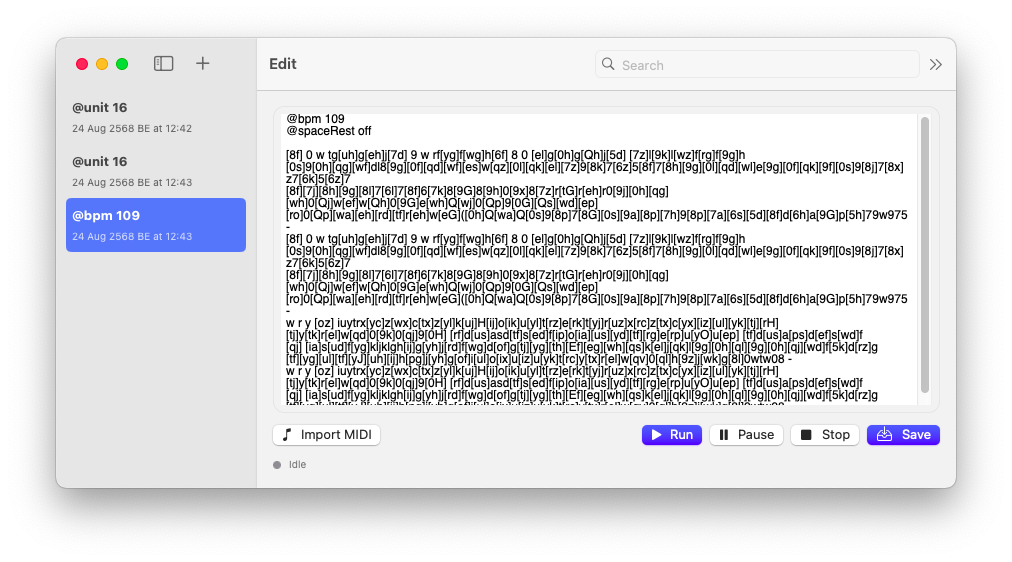 Edit
Search
@unit 16
24 Aug 2568 BE at 12:42
@unit 16
24 Aug 2568 BE at 12:43
@bpm 109
24 Aug 2568 BE at 12:43
@bpm 109
@spaceRest off
[8f] 0 w tg[uh]g[eh]j[7d] 9 w rf[yg]f[wg]h[6f] 8 0 [el]g[0h]g[Qh]j[5d] [7z]l[9k]l[wz]f[rg]f[9g]h
[0s]9[0h][qg][wf]dl8[9g][0f][qd][wf][es]w[qz][0l][qk][el][7z]9[8k]7[6z]5[8f]7[8h][9g][0l][qd][wl]e[9g][0f][qk][9f][0s]9[8j]7[8x]
z7[6k]5[6z]7
[8f][7j][8h][9g][8l]7[6l]7[8f]6[7k]8[9G]8[9h]0[9x]8[7z]r[tG]r[eh]r0[9j][0h][qg]
[wh]0[Qj]w[ef]w[Qh]0[9G]e[wh]Q[wj]0[Qp]9[0G][Qs][wd][ep]
[ro]0[Qp][wa][eh][rd][tf]r[eh]w[eG]([0h]Q[wa]Q[0s]9[8p]7[8G][0s][9a][8p][7h]9[8p][7a][6s][5d][8f]d[6h]a[9G]p[5h]79w975
-
[8f] 0 w tg[uh]g[eh]j[7d] 9 w rf[yg]f[wg]h[6f] 8 0 [el]g[0h]g[Qh]j[5d] [7z]l[9k]l[wz]f[rg]f[9g]h
[0s]9[0h][qg][wf]dl8[9g][0f][qd][wf][es]w[qz][0l][qk][el][7z]9[8k]7[6z]5[8f]7[8h][9g][0l][qd][wl]e[9g][0f][qk][9f][0s]9[8j]7[8x]
z7[6k]5[6z]7
[8f][7j][8h][9g][8l]7[6l]7[8f]6[7k]8[9G]8[9h]0[9x]8[7z]r[tG]r[eh]r0[9j][0h][qg]
[wh]0[Qj]w[ef]w[Qh]0[9G]e[wh]Q[wj]0[Qp]9[0G][Qs][wd][ep]
[ro]0[Qp][wa][eh][rd][tf]r[eh]w[eG]([0h]Q[wa]Q[0s]9[8p]7[8G][0s][9a][8p][7h]9[8p][7a][6s][5d][8f]d[6h]a[9G]p[5h]79w975
-
w r y [oz] iuytrx[yc]z[wx]c[tx]z[yl]k[uj]H[ij]o[ik]u[yl]t[rz]e[rk]t[yj]r[uz]x[rc]z[tx]c[yx][iz][ul][yk][tj][rH]
[tj]y[tk]r[el]w[qd]0[9k]0[qj]9[0H] [rf]d[us]asd[tf]s[ed]f[ip]o[ia][us][yd][tf][rg]e[rp]u[yO]u[ep] [tf]d[us]a[ps]d[ef]s[wd]f
[qj] [ia]s[ud]f[yg]kljklgh[ij]g[yh]j[rd]f[wg]d[of]g[tj][yg][th][Ef][eg][wh][qs]k[el]j[qk]l[9g][0h][ql][9g][0h][qj][wd]f[5k]d[rz]g
[tf][yg][ul][tf][yJ][uh][ij]h[pg]j[yh]g[of]i[ul]o[ix]u[iz]u[yk]t[rc]y[tx]r[el]w[qv]0[ql]h[9z]j[wk]g[8l]0wtw08 -
w r y [oz] iuytrx[yc]z[wx]c[tx]z[yl]k[uj]H[ij]o[ik]u[yl]t[rz]e[rk]t[yj]r[uz]x[rc]z[tx]c[yx][iz][ul][yk][tj][rH]
[tj]y[tk]r[el]w[qd]0[9k]0[qj]9[0H] [rf]d[us]asd[tf]s[ed]f[ip]o[ia][us][yd][tf][rg]e[rp]u[yO]u[ep] [tf]d[us]a[ps]d[ef]s[wd]f
[qj] [ia]s[ud]f[yg]kljklgh[ij]g[yh]j[rd]f[wg]d[of]g[tj][yg][th][Ef][eg][wh][qs]k[el]j[qk]l[9g][0h][ql][9g][0h][qj][wd]f[5k]d[rz]g
Import MIDI
Run
Pause
Stop
Save
Idle